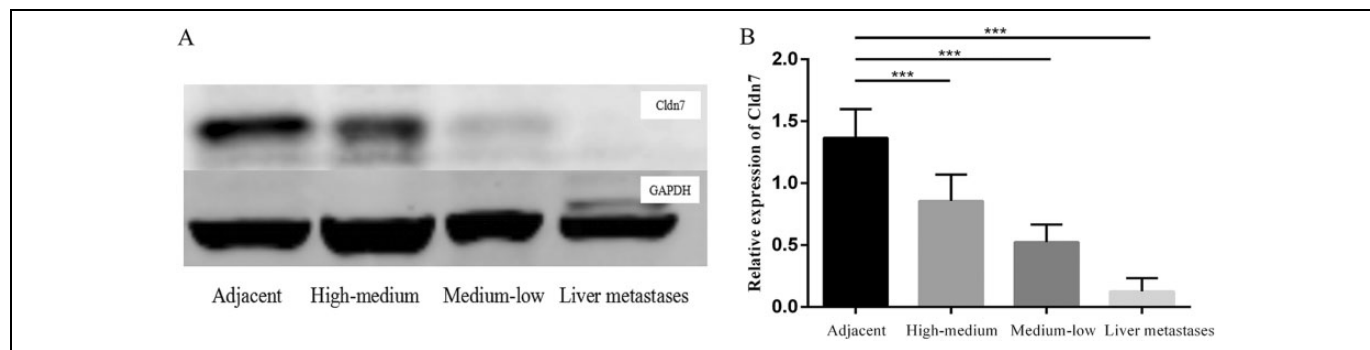 A
Cldn7
GAPDH
Adjacent High-medium Medium-low Liver metastases
B
***
***
***
Relative expression of Cldn7
2.0
1.5
1.0
0.5
0.0
Adjacent High-medium Medium-low Liver metastases